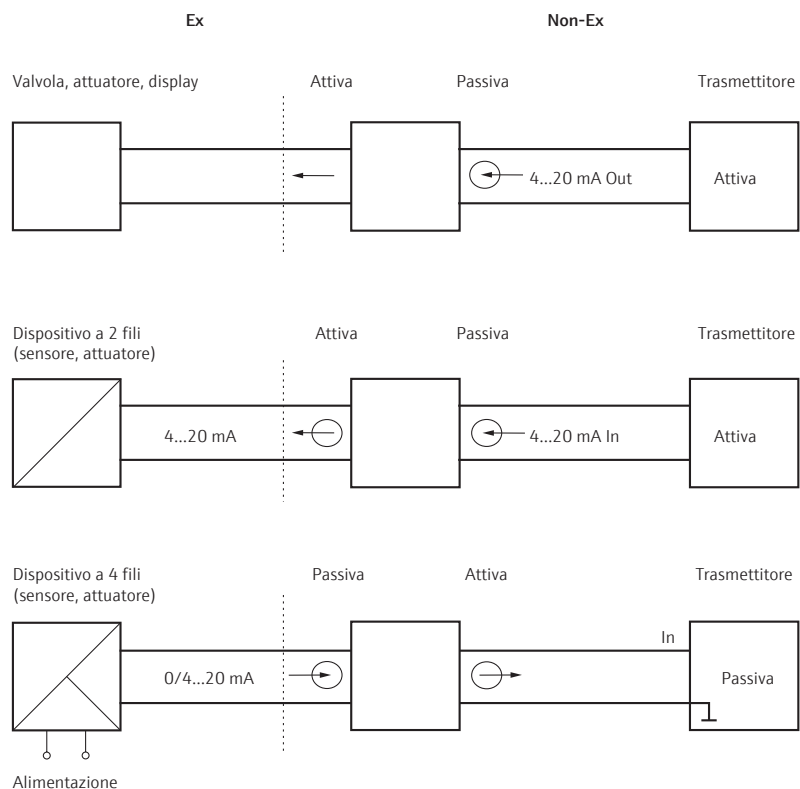 Ex
Non-Ex
Valvola, attuatore, display
Attiva
Passiva
Trasmettitore
4...20 mA Out
Attiva
Dispositivo a 2 fili
(sensore, attuatore)
Attiva
Passiva
Trasmettitore
4...20 mA
4...20 mA In
Attiva
Dispositivo a 4 fili
(sensore, attuatore)
Passiva
Attiva
Trasmettitore
In
0/4...20 mA
Passiva
Alimentazione